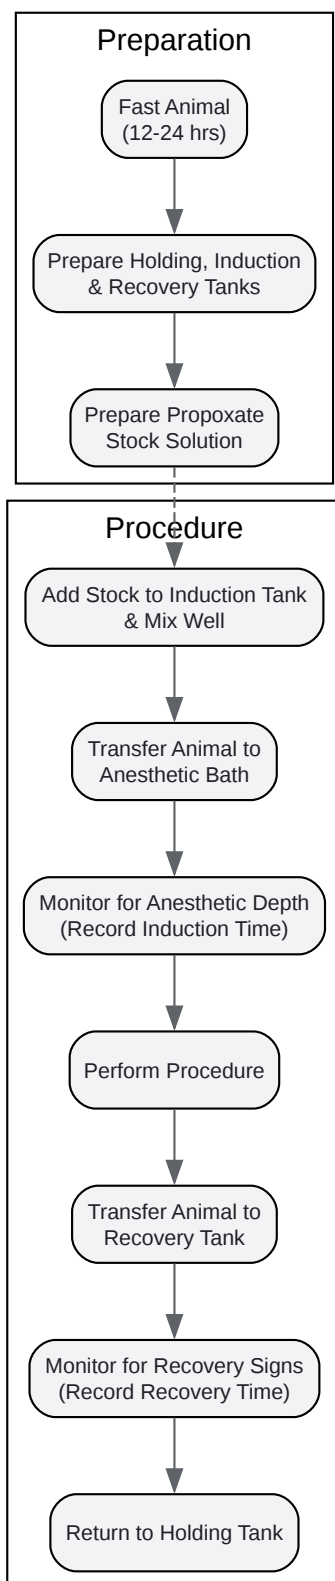 Preparation
Fast Animal
(12-24 hrs)
Prepare Holding, Induction
& Recovery Tanks
Prepare Propoxate
Stock Solution
Procedure
Add Stock to Induction Tank
& Mix Well
Transfer Animal to
Anesthetic Bath
Monitor for Anesthetic Depth
(Record Induction Time)
Perform Procedure
Transfer Animal to
Recovery Tank
Monitor for Recovery Signs
(Record Recovery Time)
Return to Holding Tank